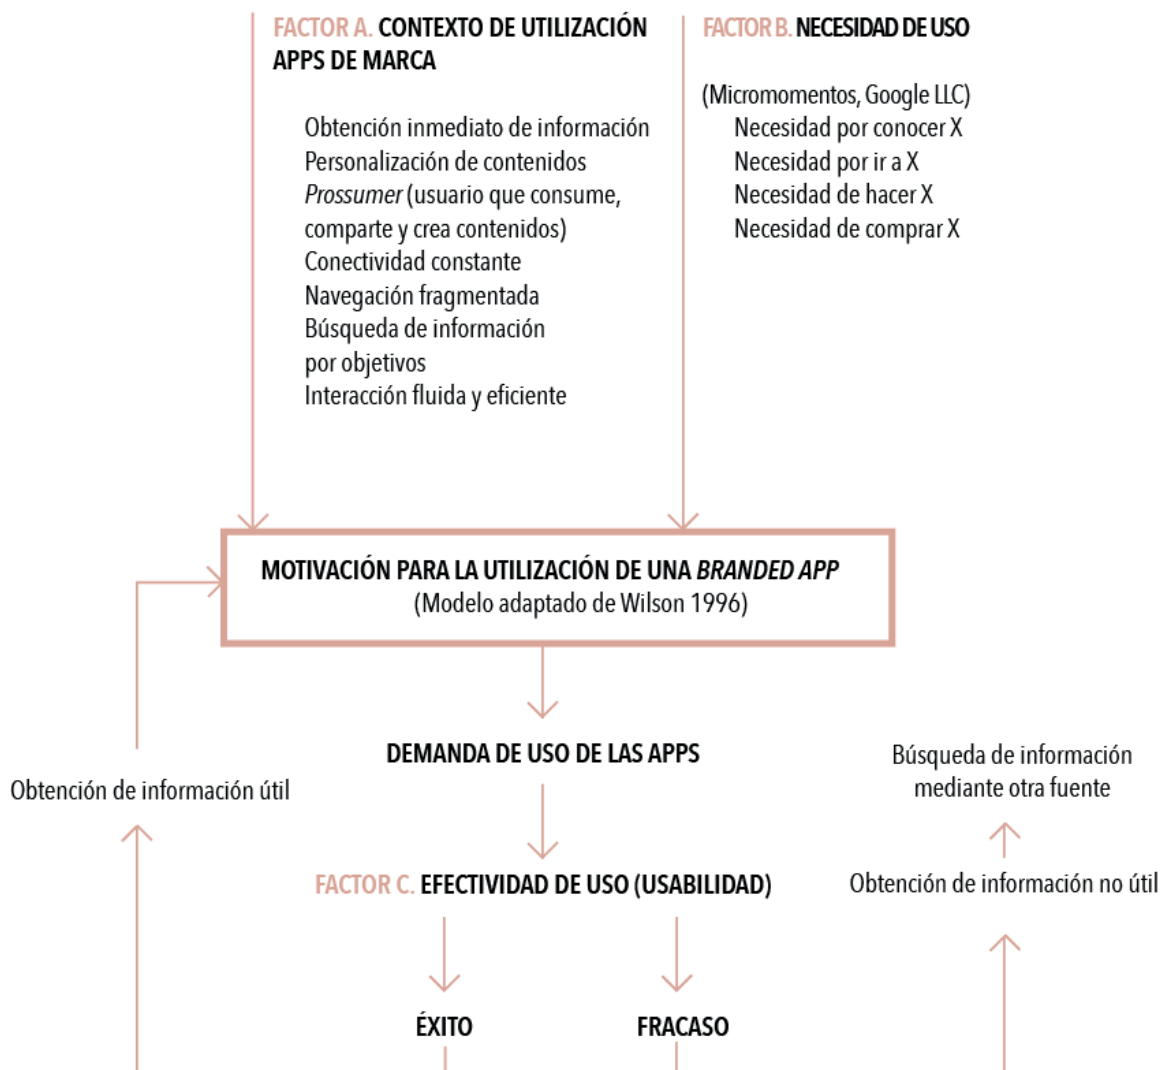 FACTOR A. CONTEXTO DE UTILIZACIÓN
APPS DE MARCA
Obtención inmediato de información
Personalización de contenidos
Prossumer (usuario que consume,
comparte y crea contenidos)
Conectividad constante
Navegación fragmentada
Búsqueda de información
por objetivos
Interacción fluida y eficiente
FACTOR B. NECESIDAD DE USO
(Micromomentos, Google LLC)
Necesidad por conocer X
Necesidad por ir a X
Necesidad de hacer X
Necesidad de comprar X
MOTIVACIÓN PARA LA UTILIZACIÓN DE UNA BRANDED APP
(Modelo adaptado de Wilson 1996)
DEMANDA DE USO DE LAS APPS
Obtención de información útil
Búsqueda de información
mediante otra fuente
FACTOR C. EFECTIVIDAD DE USO (USABILIDAD)
Obtención de información no útil
ÉXITO
FRACASO